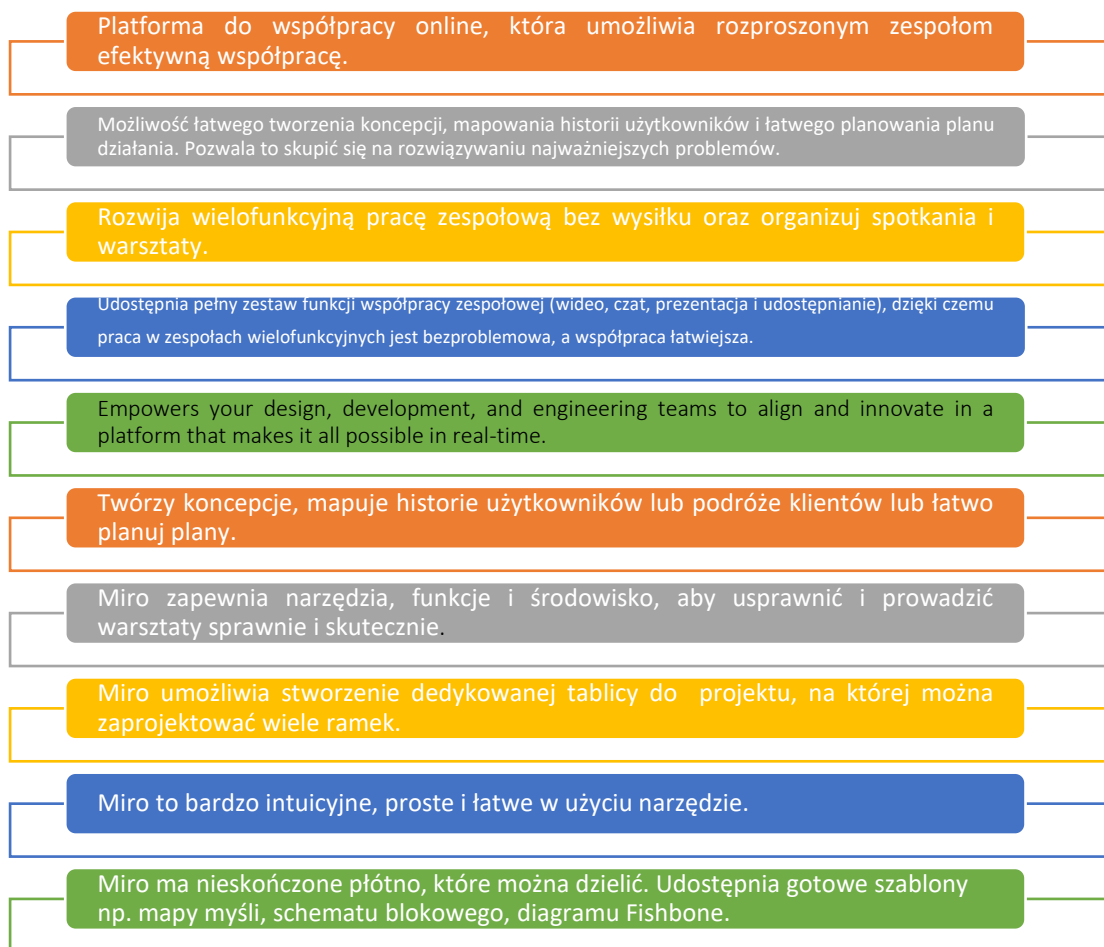 Platforma do współpracy online, która umożliwia rozproszonym zespołom
efektywną współpracę.
Możliwość łatwego tworzenia koncepcji, mapowania historii użytkowników i łatwego planowania planu
działania. Pozwala to skupić się na rozwiązywaniu najważniejszych problemów.
Rozwija wielofunkcyjną pracę zespołową bez wysiłku oraz organizuj spotkania i
warsztaty.
Udostępnia pełny zestaw funkcji współpracy zespołowej (wideo, czat, prezentacja i udostępnianie), dzięki czemu
praca w zespołach wielofunkcyjnych jest bezproblemowa, a współpraca łatwiejsza.
Empowers your design, development, and engineering teams to align and innovate in a
platform that makes it all possible in real-time.
Twórzy koncepcje, mapuje historie użytkowników lub podróże klientów lub łatwo
planuj plany.
Miro zapewnia narzędzia, funkcje i środowisko, aby usprawnić i prowadzić
warsztaty sprawnie i skutecznie.
Miro umożliwia stworzenie dedykowanej tablicy do projektu, na której można
zaprojektować wiele ramek.
Miro to bardzo intuicyjne, proste i łatwe w użyciu narzędzie.
Miro ma nieskończone płótno, które można dzielić. Udostępnia gotowe szablony
np. mapy myśli, schematu blokowego, diagramu Fishbone.